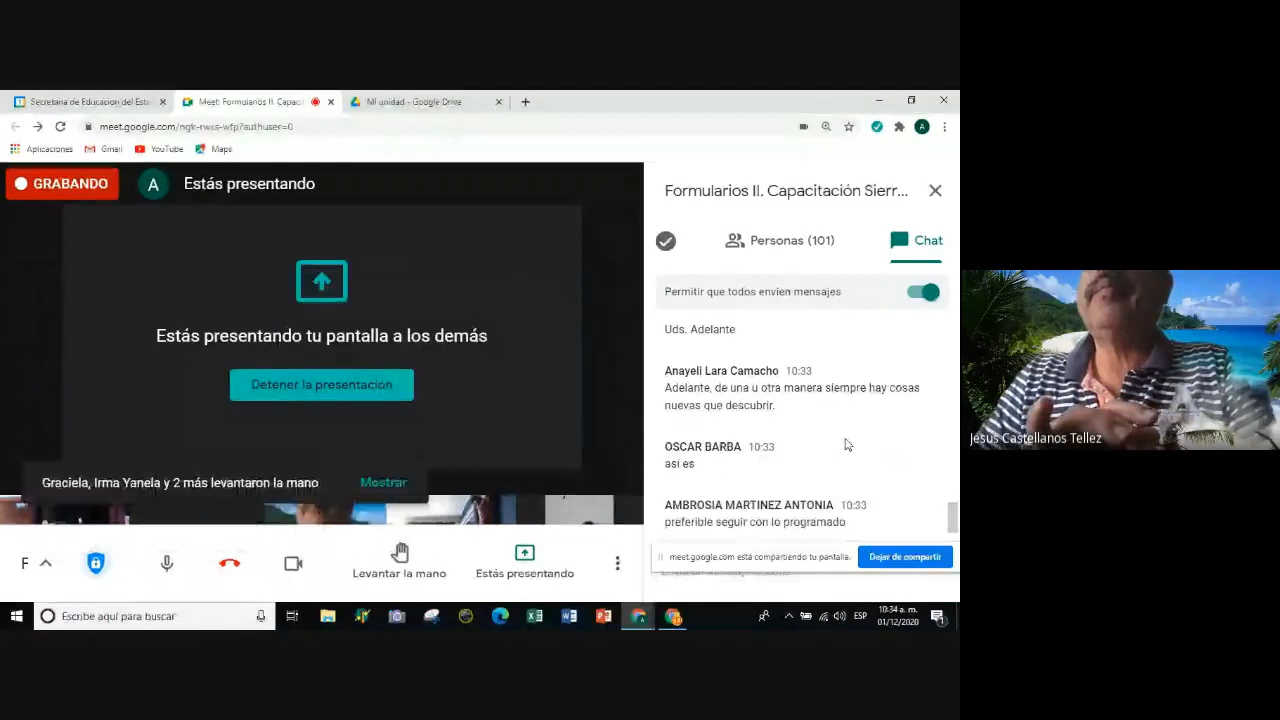 Secretaria de Educacion del Esta
Meet: Formularios II. Capac
Mi unidad - Google Drive
meet.google.com/ngk-rwxs-wfp?authuser=0
A
Aplicaciones
Gmail
YouTube
Maps
GRABANDO
A
Estás presentando
Formularios II. Capacitación Sierr...
Personas (101)
Chat
Estás presentando tu pantalla a los demás
Detener la presentación
Permitir que todos envíen mensajes
Uds. Adelante
Anayeli Lara Camacho 10:33
Adelante, de una u otra manera siempre hay cosas
nuevas que descubrir.
OSCAR BARBA 10:33
así es
AMBROSIA MARTINEZ ANTONIA 10:33
preferible seguir con lo programado
Graciela, Irma Yanela y 2 más levantaron la mano
Mostrar
meet.google.com está compartiendo tu pantalla.
Dejar de compartir
F
Levantar la mano
Estás presentando
Escribe aquí para buscar
ESP
10:34 a. m.
01/12/2020
Jesus Castellanos Tellez